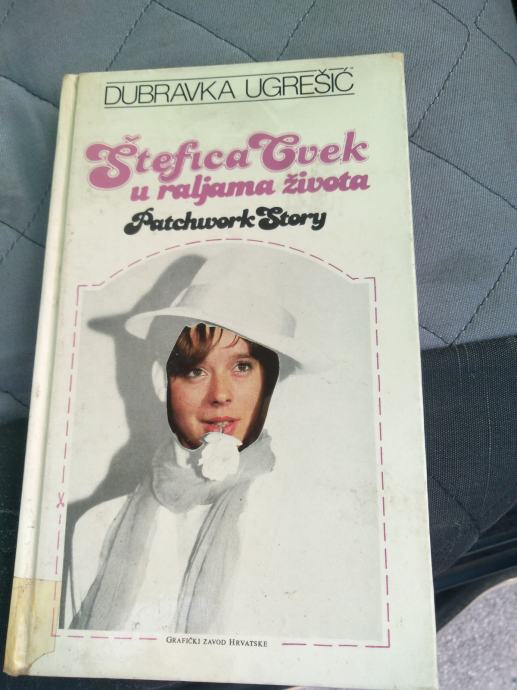 DUBRAVKA UGREŠIĆ
Štefica Cvek
u raljama života
Patchwork Story
GRAFIČKI ZAVOD HRVATSKE